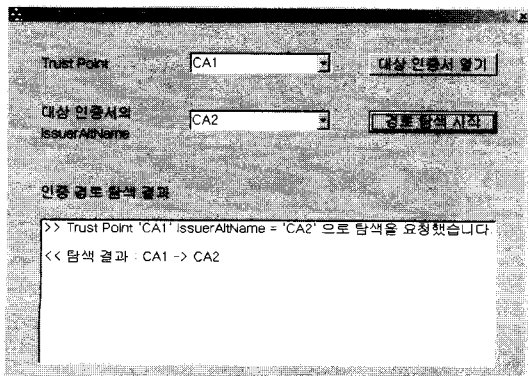 Trust Point
CA1
대상 인증서 열기
대상 인증서의
IssuerAltName
CA2
경로 탐색 시작
인증 경로 탐색 결과
>> Trust Point 'CA1' IssuerAltName = 'CA2' 으로 탐색을 요청했습니다.
<< 탐색 결과 : CA1 -> CA2